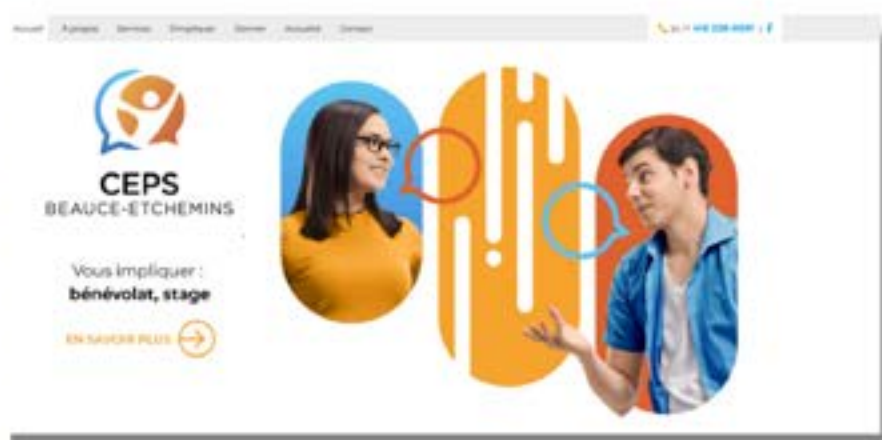 Accueil À propos Services S'impliquer Donner Actualité Contact
CEPS
BEAUCE-ETCHEMINS
Vous impliquer :
bénévolat, stage
EN SAVOIR PLUS